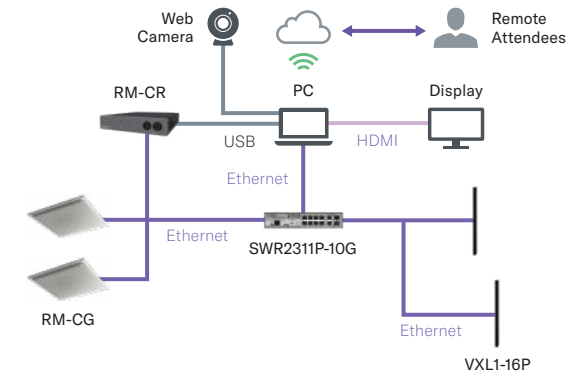 Web
Camera
Remote
Attendees
RM-CR
PC
Display
USB
HDMI
Ethernet
Ethernet
SWR2311P-10G
RM-CG
Ethernet
VXL1-16P